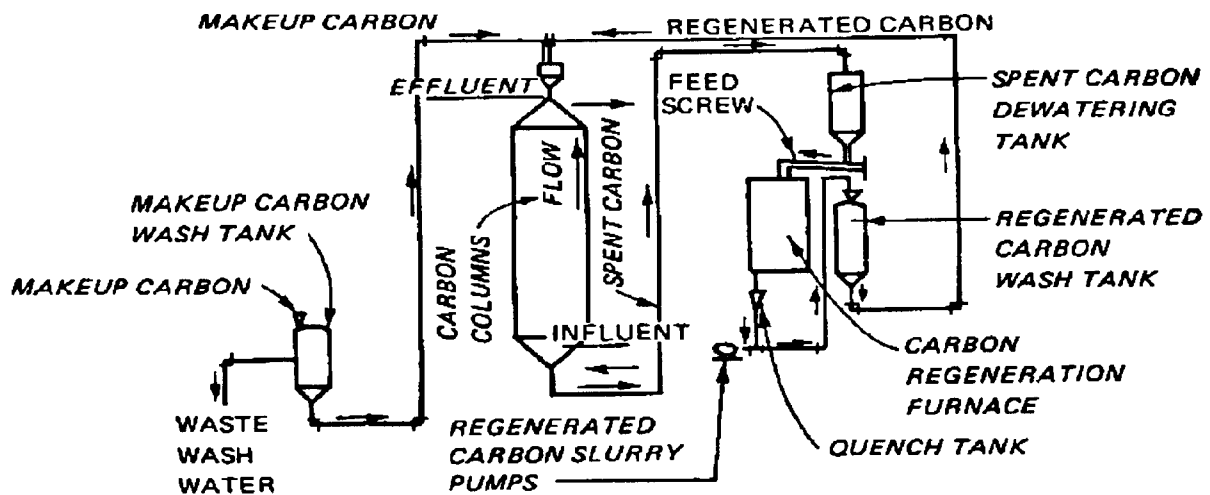 MAKEUP CARBON
REGENERATED CARBON
EFFLUENT
FEED
SCREW
SPENT CARBON
DEWATERING
TANK
FLOW
SPENT CARBON
CARBON
COLUMNS
MAKEUP CARBON
WASH TANK
MAKEUP CARBON
REGENERATED
CARBON
WASH TANK
INFLUENT
CARBON
REGENERATION
FURNACE
WASTE
WASH
WATER
REGENERATED
CARBON SLURRY
PUMPS
QUENCH TANK